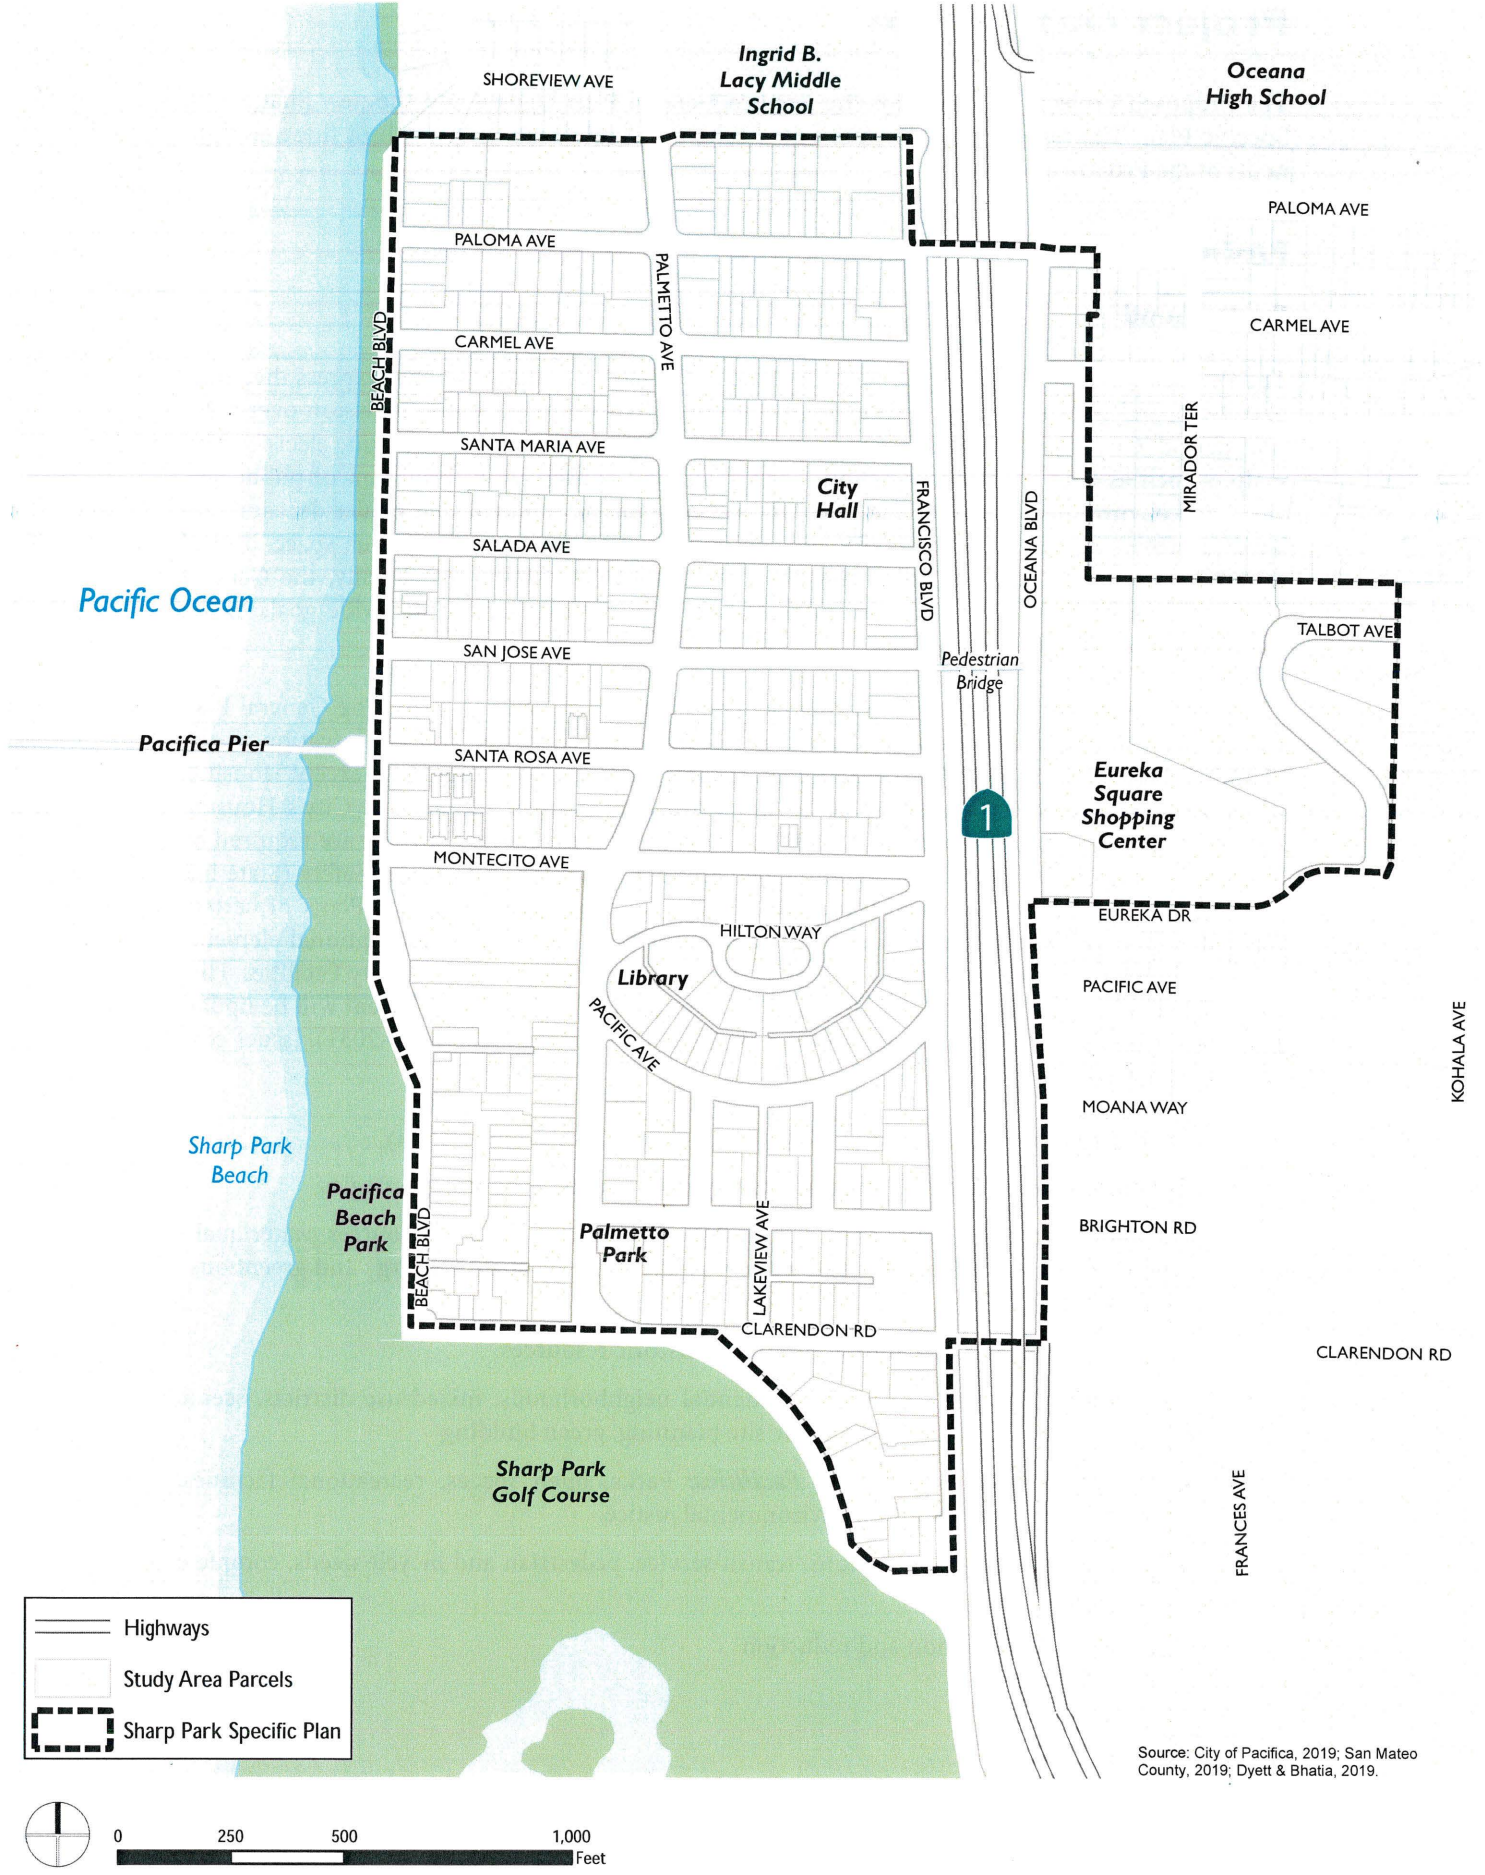 Ingrid B.
Lacy Middle
School
SHOREVIEW AVE
Oceana
High School
PALOMA AVE
PALOMA AVE
PALMETTO AVE
CARMEL AVE
CARMEL AVE
BEACH BLVD
MIRADOR TER
SANTA MARIA AVE
City
Hall
FRANCISCO BLVD
OCEANA BLVD
SALADA AVE
Pacific Ocean
TALBOT AVE
SAN JOSE AVE
Pedestrian
Bridge
Pacifica Pier
SANTA ROSA AVE
Eureka
Square
Shopping
Center
1
MONTECITO AVE
EUREKA DR
HILTON WAY
Library
PACIFIC AVE
PACIFIC AVE
KOHALA AVE
MOANA WAY
Sharp Park
Beach
Pacifica
Beach
Park
BEACH BLVD
Palmetto
Park
LAKEVIEW AVE
BRIGHTON RD
CLARENDON RD
CLARENDON RD
Sharp Park
Golf Course
FRANCES AVE
Highways
Study Area Parcels
Sharp Park Specific Plan
Source: City of Pacifica, 2019; San Mateo
County, 2019; Dyett & Bhatia, 2019.
0 250 500 1,000
Feet